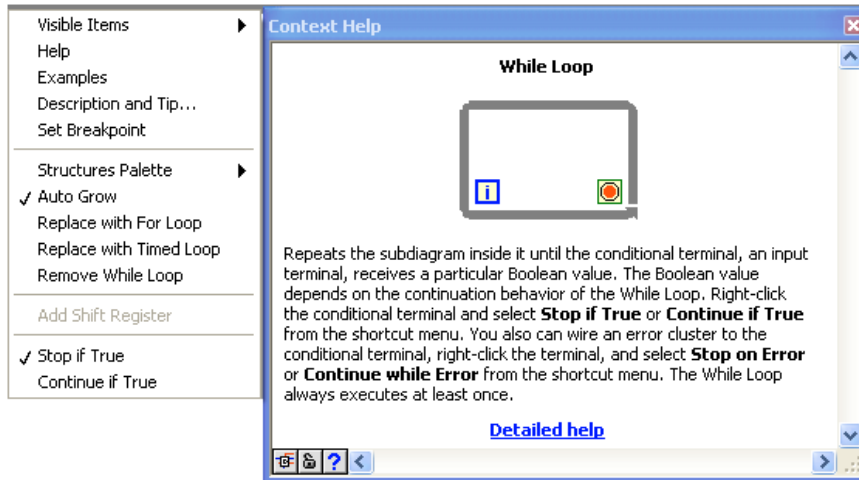 Visible Items
Help
Examples
Description and Tip...
Set Breakpoint
Structures Palette
Auto Grow
Replace with For Loop
Replace with Timed Loop
Remove While Loop
Add Shift Register
Stop if True
Continue if True
Context Help
While Loop
i
Repeats the subdiagram inside it until the conditional terminal, an input
terminal, receives a particular Boolean value. The Boolean value
depends on the continuation behavior of the While Loop. Right-click
the conditional terminal and select Stop if True or Continue if True
from the shortcut menu. You also can wire an error cluster to the
conditional terminal, right-click the terminal, and select Stop on Error
or Continue while Error from the shortcut menu. The While Loop
always executes at least once.
Detailed help
?